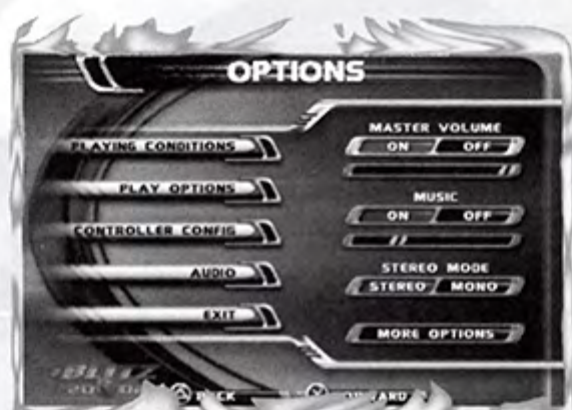 OPTIONS
PLAYING CONDITIONS
PLAY OPTIONS
CONTROLLER CONFIG
AUDIO
EXIT
MASTER VOLUME
ON OFF
MUSIC
ON OFF
STEREO MODE
STEREO MONO
MORE OPTIONS
BACK